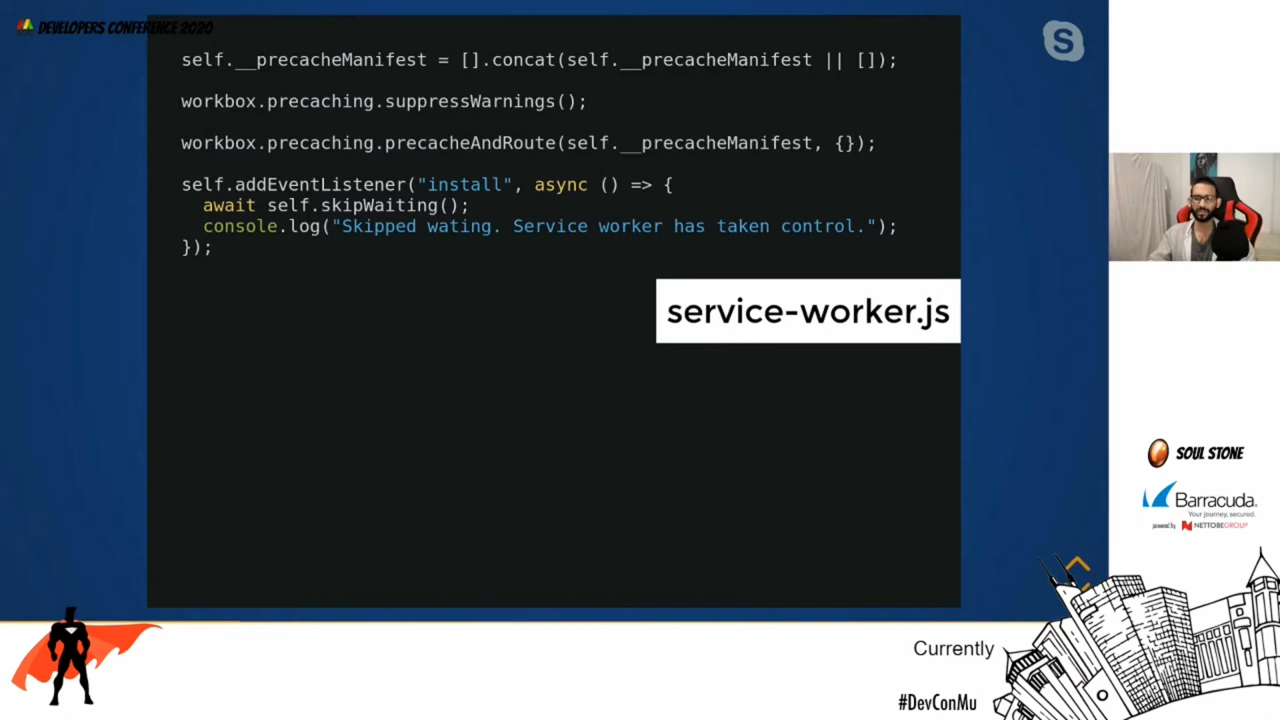 DEVELOPERS CONFERENCE 2020
self.__precacheManifest = [].concat(self.__precacheManifest || []);
workbox.precaching.suppressWarnings();
workbox.precaching.precacheAndRoute(self.__precacheManifest, {});
self.addEventListener("install", async () => {
  await self.skipWaiting();
  console.log("Skipped wating. Service worker has taken control.");
});
service-worker.js
S
SOUL STONE
Barracuda.
Your journey, secured.
powered by NETTOBEGROUP
Currently
#DevConMu